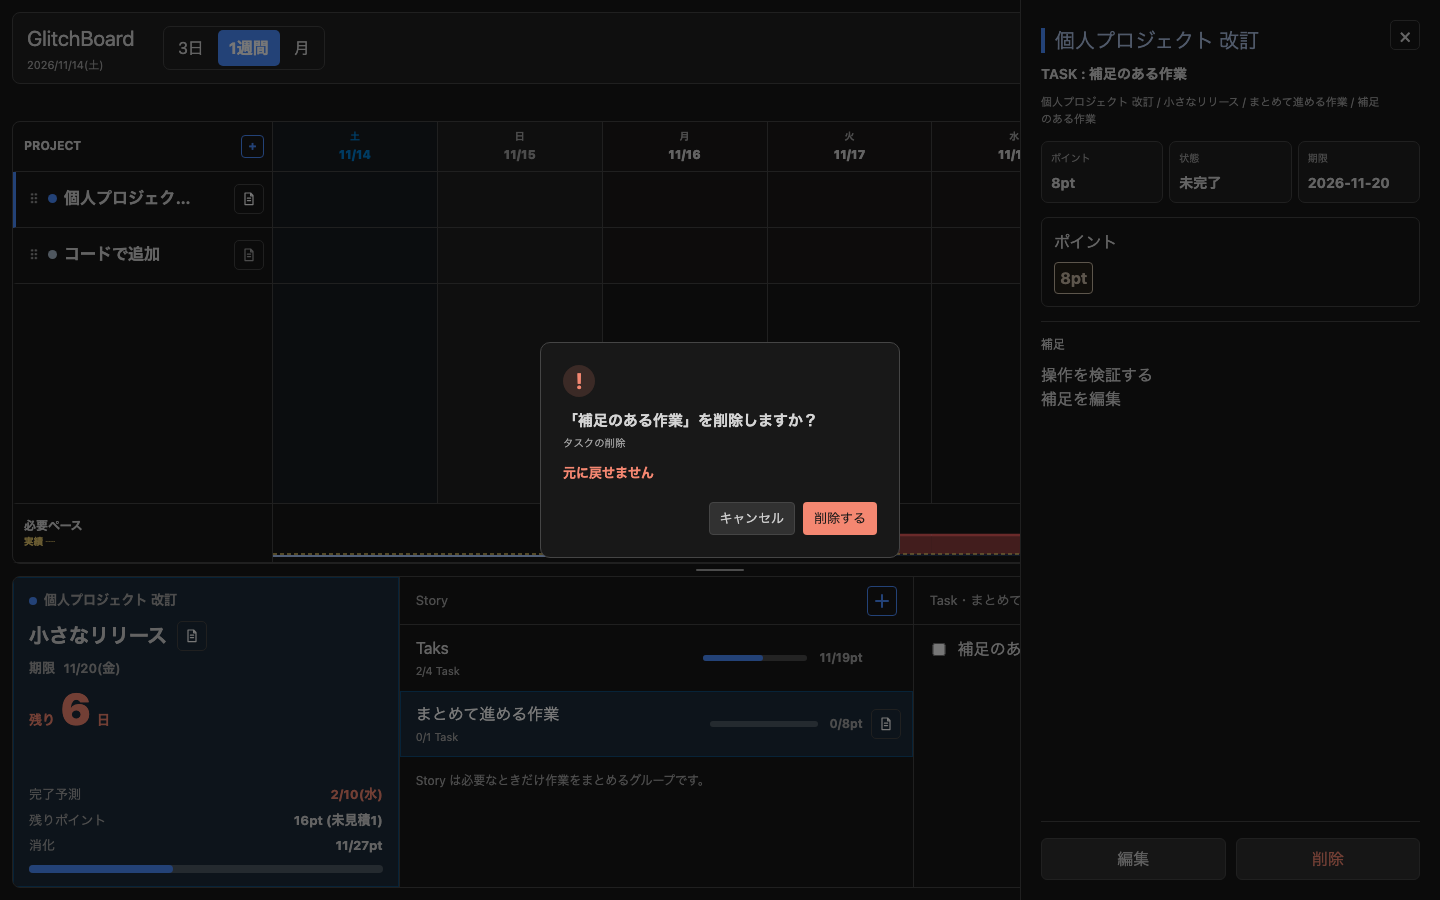 GlitchBoard
2026/11/14(土)
3日 1週間 月
PROJECT +
土
11/14
日
11/15
月
11/16
火
11/17
水
個人プロジェク...
コードで追加
必要ペース
実績 —
個人プロジェクト 改訂
小さなリリース
期限 11/20(金)
残り 6 日
完了予測 2/10(水)
残りポイント 16pt (未見積1)
消化 11/27pt
Story +
Taks
2/4 Task
11/19pt
まとめて進める作業
0/1 Task
0/8pt
Story は必要なときだけ作業をまとめるグループです。
Task・まとめて
補足のあ
!
「補足のある作業」を削除しますか？
タスクの削除
元に戻せません
キャンセル 削除する
個人プロジェクト 改訂
×
TASK : 補足のある作業
個人プロジェクト 改訂 / 小さなリリース / まとめて進める作業 / 補足
のある作業
ポイント
8pt
状態
未完了
期限
2026-11-20
ポイント
8pt
補足
操作を検証する
補足を編集
編集 削除